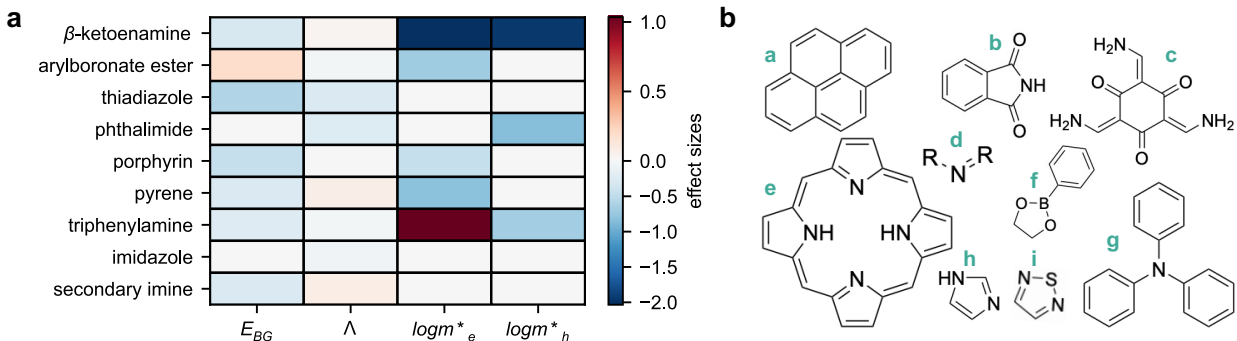 a
β-ketoenamine
arylboronate ester
thiadiazole
phthalimide
porphyrin
pyrene
triphenylamine
imidazole
secondary imine
E_BG
Λ
logm*_e
logm*_h
1.0
0.5
0.0
−0.5
−1.0
−1.5
−2.0
effect sizes
b
a
b
O
NH
O
c
H₂N
O
O
NH₂
NH₂
O
d
R
N
R
e
N
NH
HN
N
f
O
B
O
g
N
h
HN
N
i
N
S
N